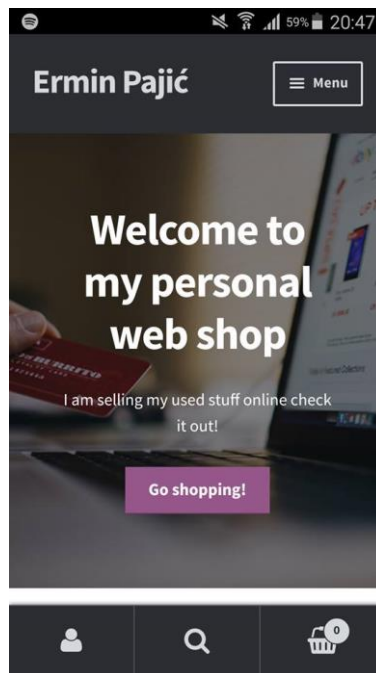 59% 20:47
Ermin Pajić
Menu
Welcome to
my personal
web shop
BURRITO
I am selling my used stuff online check
it out!
Go shopping!
0